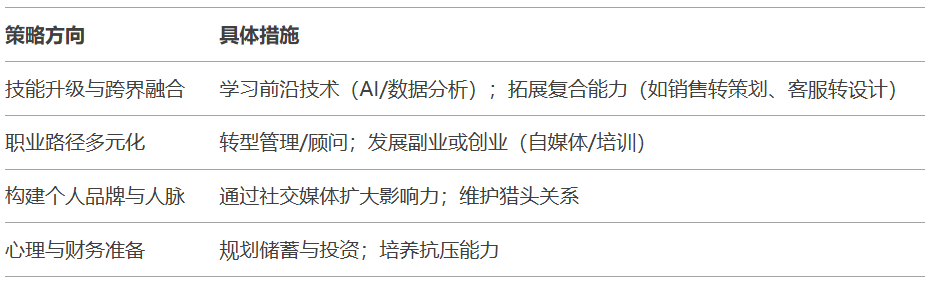 策略方向 具体措施
技能升级与跨界融合 学习前沿技术（AI/数据分析）；拓展复合能力（如销售转策划、客服转设计）
职业路径多元化 转型管理/顾问；发展副业或创业（自媒体/培训）
构建个人品牌与人脉 通过社交媒体扩大影响力；维护猎头关系
心理与财务准备 规划储蓄与投资；培养抗压能力